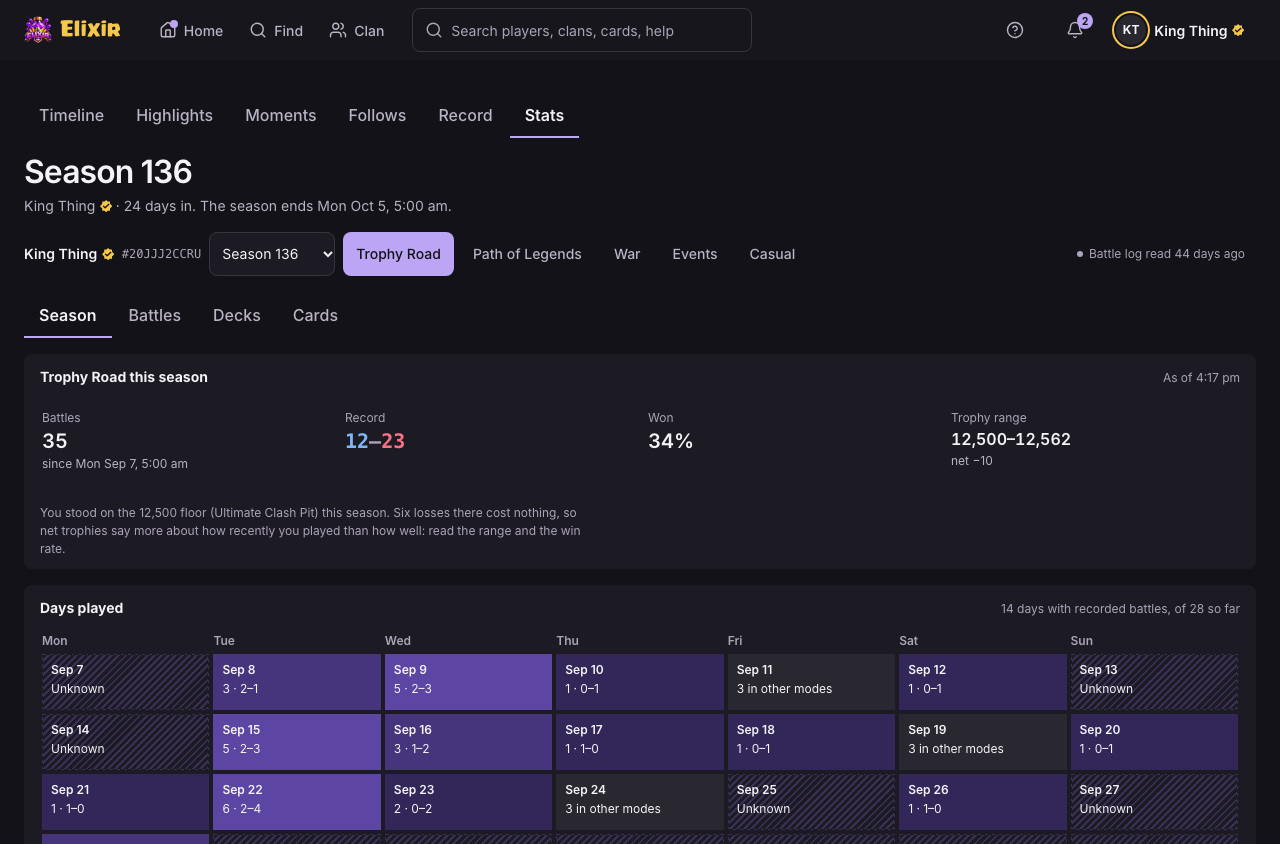 Elixir
Home
Find
Clan
Search players, clans, cards, help
2
KT
King Thing
Timeline
Highlights
Moments
Follows
Record
Stats
Season 136
King Thing · 24 days in. The season ends Mon Oct 5, 5:00 am.
King Thing #20JJJ2CCRU
Season 136
Trophy Road
Path of Legends
War
Events
Casual
Battle log read 44 days ago
Season
Battles
Decks
Cards
Trophy Road this season
As of 4:17 pm
Battles
35
since Mon Sep 7, 5:00 am
Record
12–23
Won
34%
Trophy range
12,500–12,562
net −10
You stood on the 12,500 floor (Ultimate Clash Pit) this season. Six losses there cost nothing, so
net trophies say more about how recently you played than how well: read the range and the win
rate.
Days played
14 days with recorded battles, of 28 so far
Mon
Tue
Wed
Thu
Fri
Sat
Sun
Sep 7
Unknown
Sep 8
3 · 2–1
Sep 9
5 · 2–3
Sep 10
1 · 0–1
Sep 11
3 in other modes
Sep 12
1 · 0–1
Sep 13
Unknown
Sep 14
Unknown
Sep 15
5 · 2–3
Sep 16
3 · 1–2
Sep 17
1 · 1–0
Sep 18
1 · 0–1
Sep 19
3 in other modes
Sep 20
1 · 0–1
Sep 21
1 · 1–0
Sep 22
6 · 2–4
Sep 23
2 · 0–2
Sep 24
3 in other modes
Sep 25
Unknown
Sep 26
1 · 1–0
Sep 27
Unknown